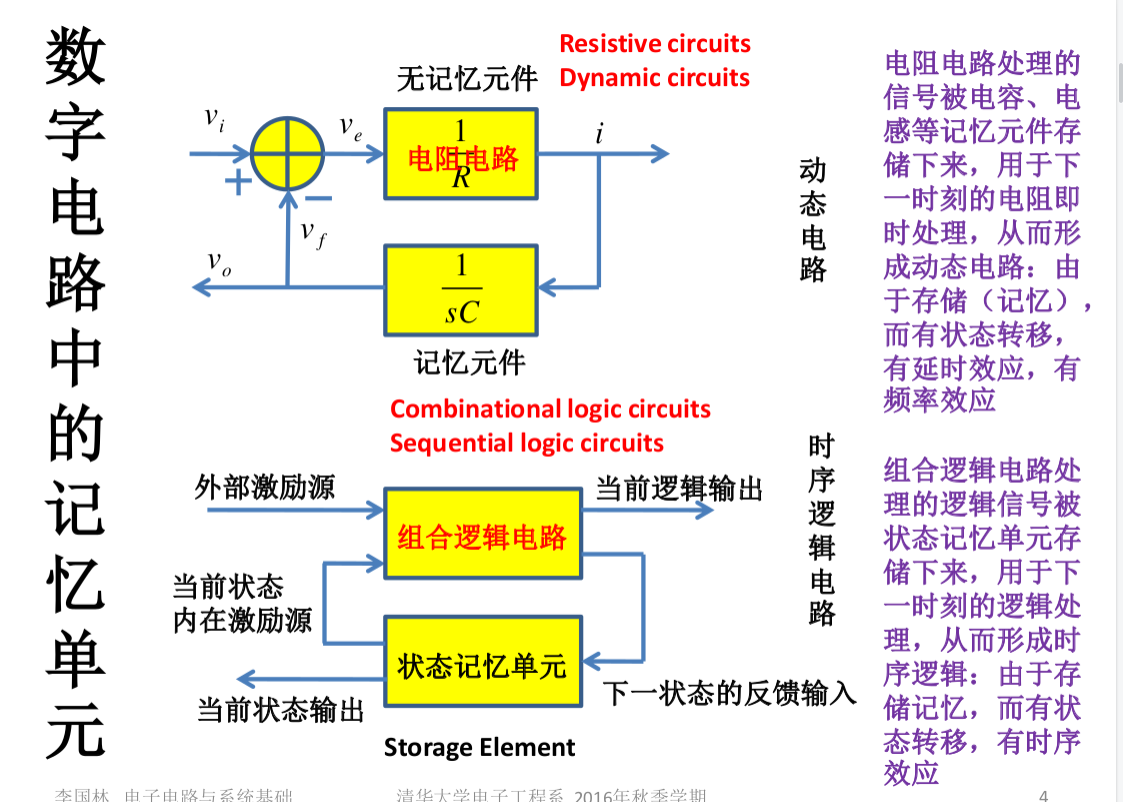 数字电路中的记忆单元
Resistive circuits
Dynamic circuits
无记忆元件
v_i
v_e
1
R
电阻电路
i
+
−
v_f
v_o
1
sC
记忆元件
动态电路
电阻电路处理的
信号被电容、电
感等记忆元件存
储下来，用于下
一时刻的电阻即
时处理，从而形
成动态电路：由
于存储（记忆），
而有状态转移，
有延时效应，有
频率效应
Combinational logic circuits
Sequential logic circuits
外部激励源
组合逻辑电路
当前逻辑输出
当前状态
内在激励源
状态记忆单元
当前状态输出
下一状态的反馈输入
Storage Element
时序逻辑电路
组合逻辑电路处
理的逻辑信号被
状态记忆单元存
储下来，用于下
一时刻的逻辑处
理，从而形成时
序逻辑：由于存
储记忆，而有状
态转移，有时序
效应
李国林 电子电路与系统基础
清华大学电子工程系 2016年秋季学期
4